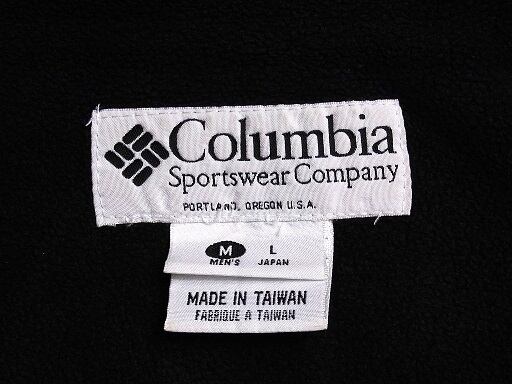 Columbia
Sportswear Company
PORTLAND, OREGON U.S.A.
M L
MEN'S JAPAN
MADE IN TAIWAN
FABRIQUE A TAIWAN